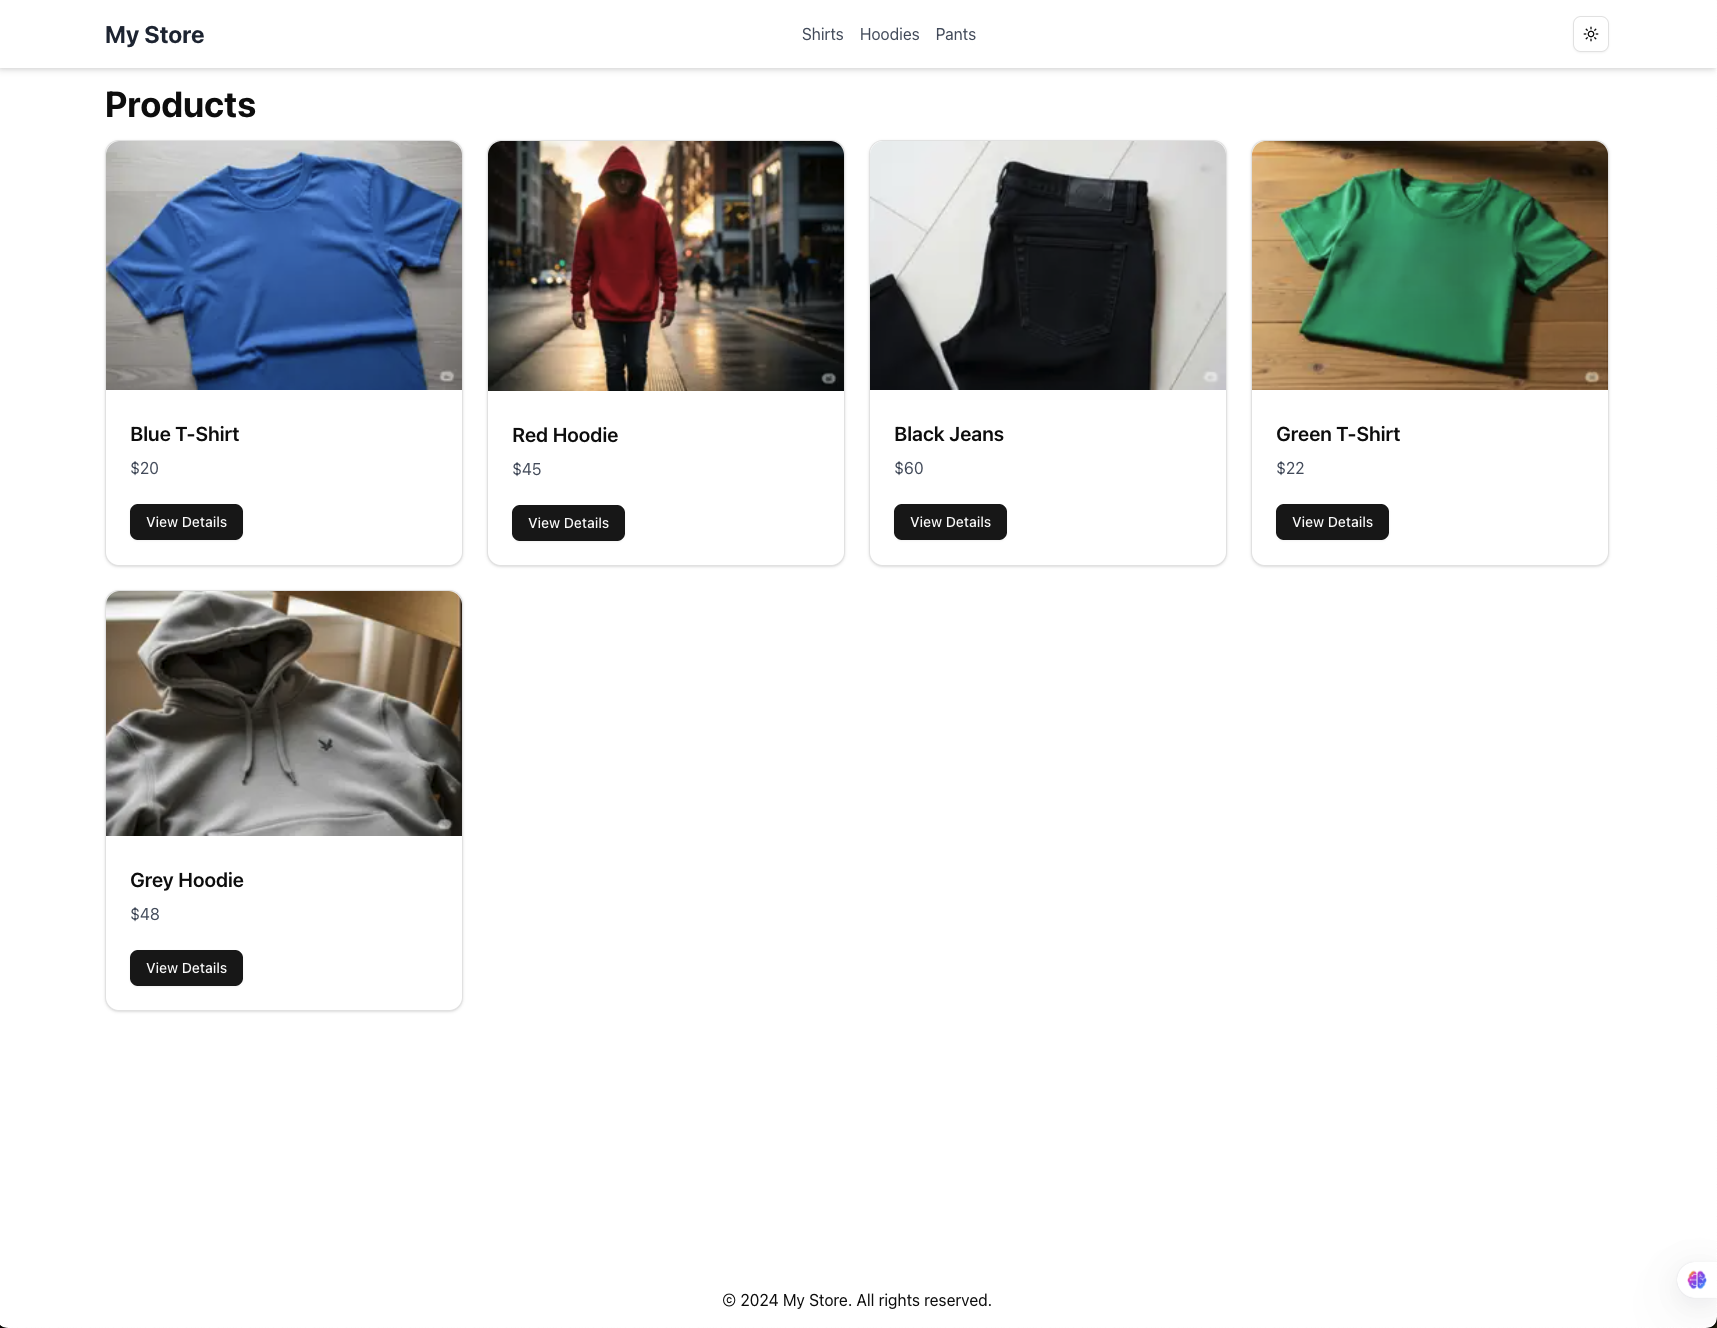 My Store
Shirts Hoodies Pants
Products
Blue T-Shirt
$20
View Details
Red Hoodie
$45
View Details
Black Jeans
$60
View Details
Green T-Shirt
$22
View Details
Grey Hoodie
$48
View Details
© 2024 My Store. All rights reserved.